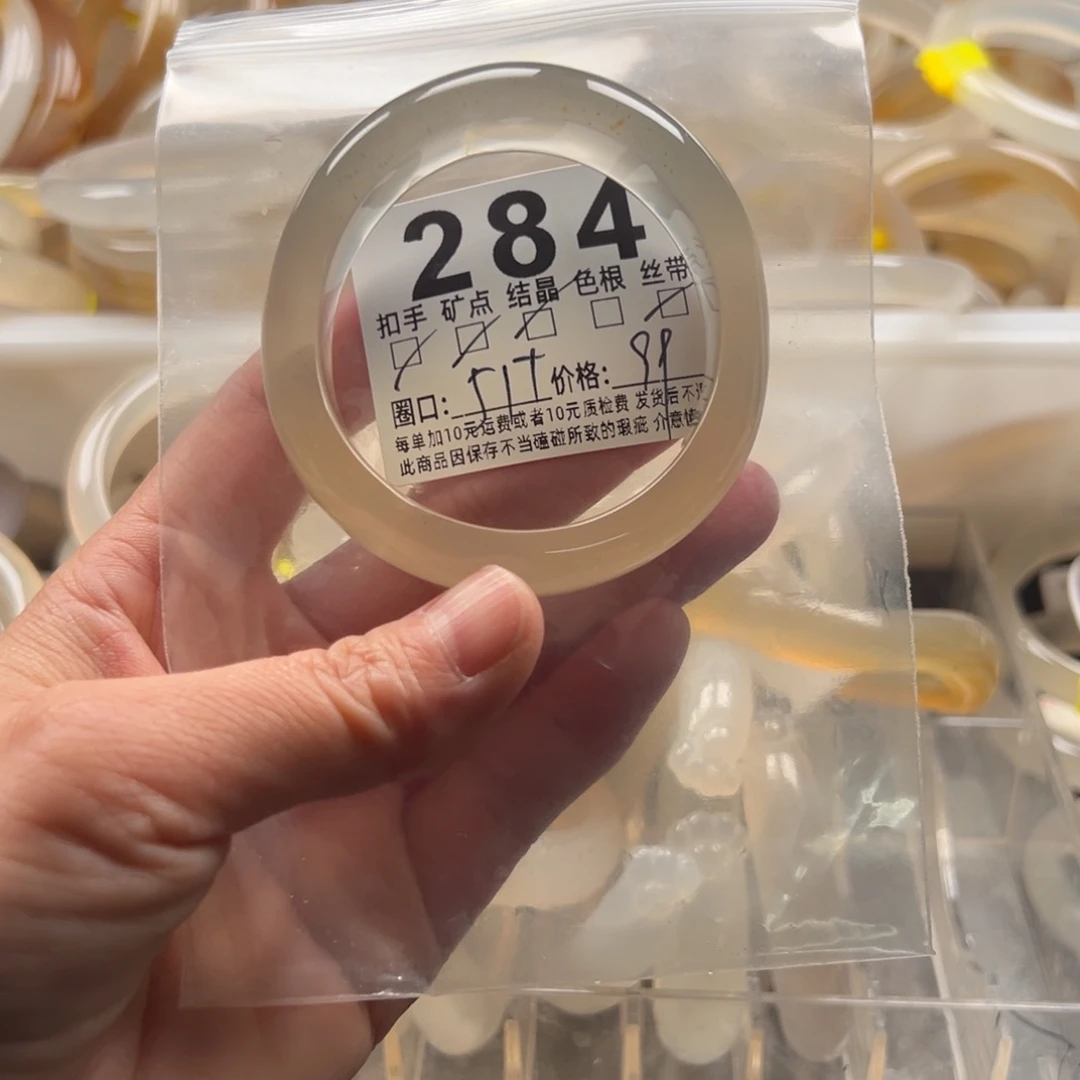 284
扣手 矿点 结晶 色根 丝带
圈口: 价格: 99
每单加10元运费或者10元质检费 发货后不
此商品因保存不当磕碰所致的瑕疵 介意慎